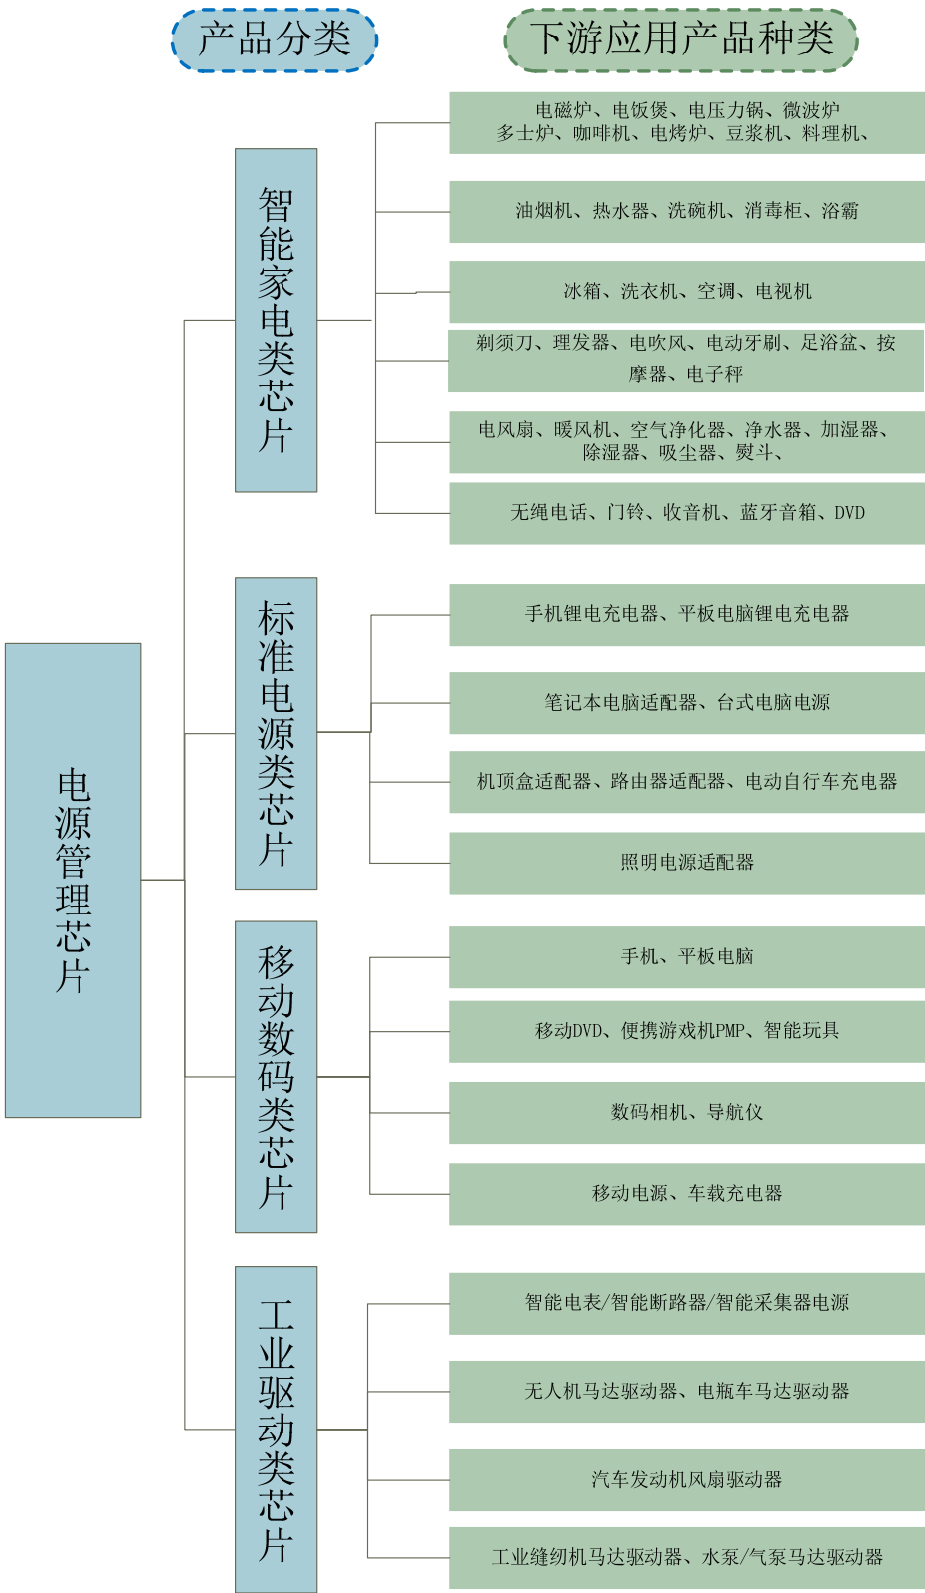 产品分类
下游应用产品种类
电源管理芯片
智能家电类芯片
电磁炉、电饭煲、电压力锅、微波炉
多士炉、咖啡机、电烤炉、豆浆机、料理机、
油烟机、热水器、洗碗机、消毒柜、浴霸
冰箱、洗衣机、空调、电视机
剃须刀、理发器、电吹风、电动牙刷、足浴盆、按
摩器、电子秤
电风扇、暖风机、空气净化器、净水器、加湿器、
除湿器、吸尘器、熨斗、
无绳电话、门铃、收音机、蓝牙音箱、DVD
标准电源类芯片
手机锂电充电器、平板电脑锂电充电器
笔记本电脑适配器、台式电脑电源
机顶盒适配器、路由器适配器、电动自行车充电器
照明电源适配器
移动数码类芯片
手机、平板电脑
移动DVD、便携游戏机PMP、智能玩具
数码相机、导航仪
移动电源、车载充电器
工业驱动类芯片
智能电表/智能断路器/智能采集器电源
无人机马达驱动器、电瓶车马达驱动器
汽车发动机风扇驱动器
工业缝纫机马达驱动器、水泵/气泵马达驱动器